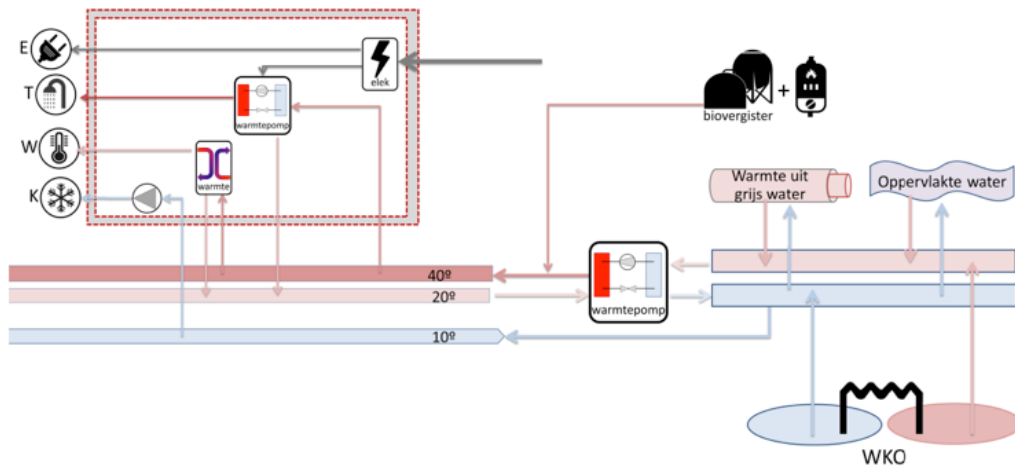 E
elek
T
warmtepomp
biovergister
+
W
warmte
K
Warmte uit
grijs water
Oppervlakte water
40º
20º
warmtepomp
10º
WKO